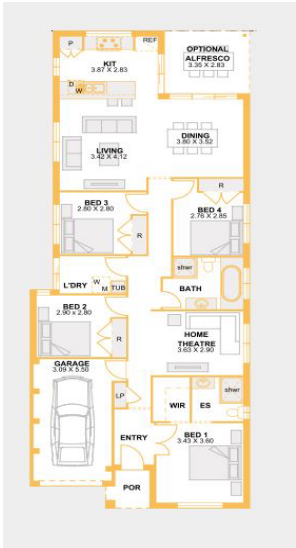 P
REF
KIT
3.87 X 2.83
OPTIONAL
ALFRESCO
3.35 X 2.83
D
W
DINING
3.80 X 3.52
LIVING
3.42 X 4.12
BED 3
2.80 X 2.80
R
R
BED 4
2.76 X 2.85
shwr
L'DRY
W
M
TUB
BATH
BED 2
2.90 X 2.80
R
HOME
THEATRE
3.63 X 2.90
GARAGE
3.09 X 5.50
LP
WIR
ES
shwr
ENTRY
BED 1
3.43 X 3.60
POR